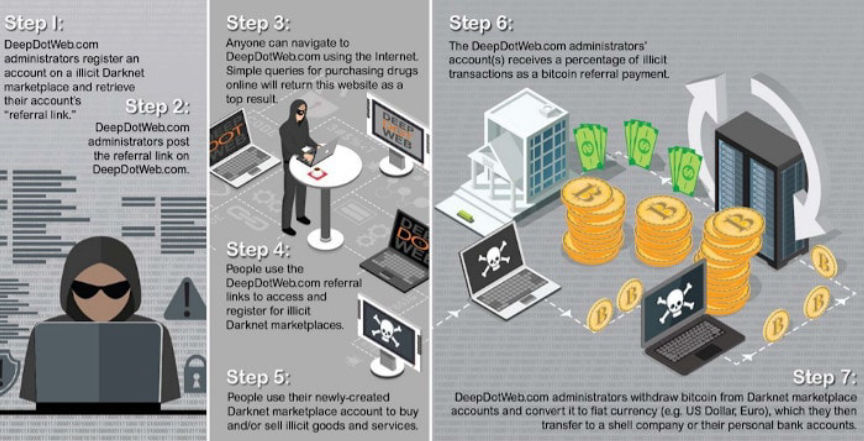 Step 1:
DeepDotWeb.com
administrators register an
account on a illicit Darknet
marketplace and retrieve
their account's
"referral link."
Step 2:
DeepDotWeb.com
administrators post
the referral link on
DeepDotWeb.com.
Step 3:
Anyone can navigate to
DeepDotWeb.com using the Internet.
Simple queries for purchasing drugs
online will return this website as a
top result.
DOT
WEB
DEEP
DOT
WEB
DEE
DO
WE
Step 4:
People use the
DeepDotWeb.com referral
links to access and
register for illicit
Darknet marketplaces.
Step 5:
People use their newly-created
Darknet marketplace account to buy
and/or sell illicit goods and services.
Step 6:
The DeepDotWeb.com administrators'
account(s) receives a percentage of illicit
transactions as a bitcoin referral payment.
Step 7:
DeepDotWeb.com administrators withdraw bitcoin from Darknet marketplace
accounts and convert it to fiat currency (e.g. US Dollar, Euro), which they then
transfer to a shell company or their personal bank accounts.